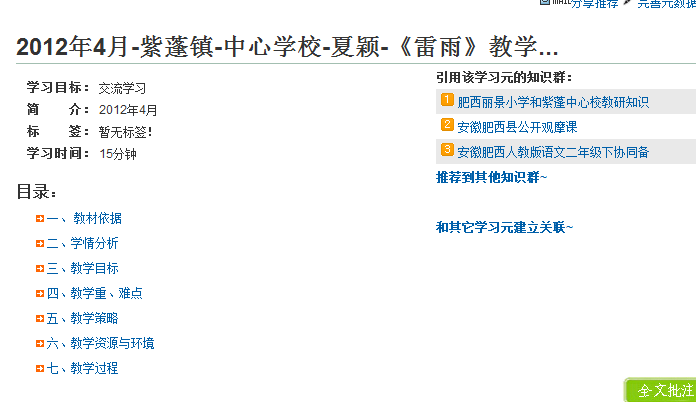 分享推荐 完善元数据
2012年4月-紫蓬镇-中心学校-夏颖-《雷雨》教学...
学习目标： 交流学习
简　　介： 2012年4月
标　　签： 暂无标签！
学习时间： 15分钟
目录：
一、 教材依据
二、学情分析
三、教学目标
四、教学重、难点
五、教学策略
六、教学资源与环境
七、教学过程
引用该学习元的知识群：
1 肥西丽景小学和紫蓬中心校教研知识
2 安徽肥西县公开观摩课
3 安徽肥西人教版语文二年级下协同备
推荐到其他知识群~
和其它学习元建立关联~
全文批注